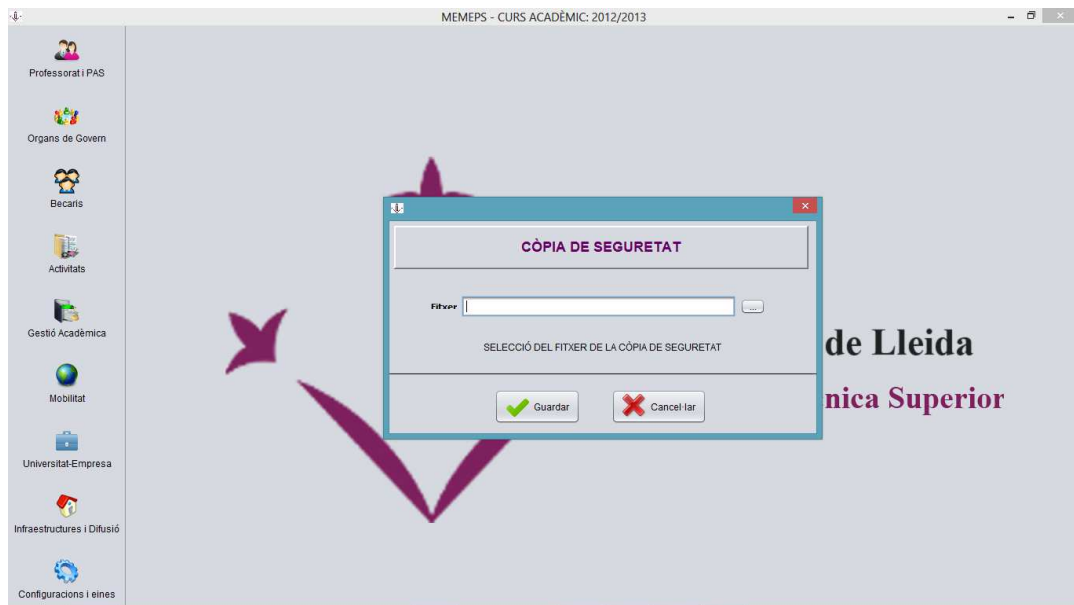 MEMEPS - CURS ACADÈMIC: 2012/2013
Professorat i PAS
Organs de Govern
Becaris
Activitats
Gestió Acadèmica
Mobilitat
Universitat-Empresa
Infraestructures i Difusió
Configuracions i eines
CÒPIA DE SEGURETAT
Fitxer
...
SELECCIÓ DEL FITXER DE LA CÒPIA DE SEGURETAT
Guardar
Cancel·lar
de Lleida
nica Superior